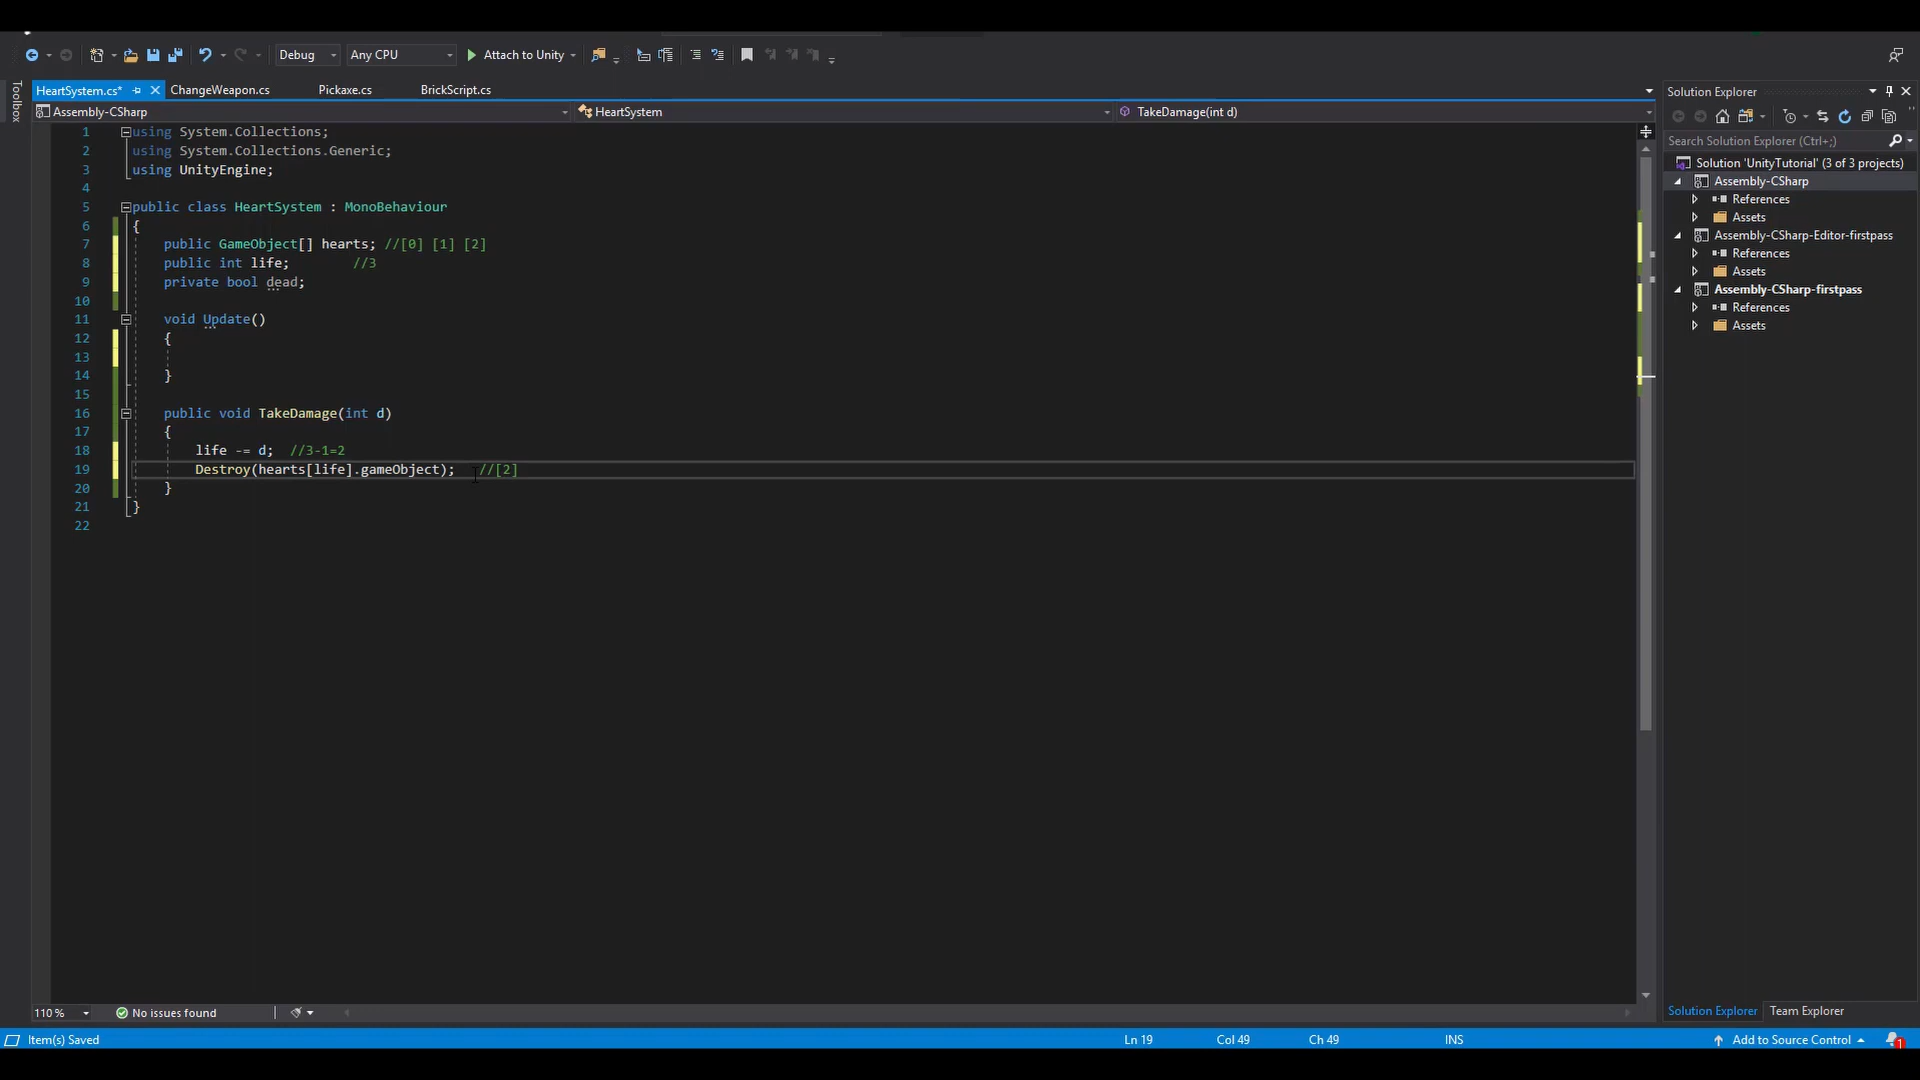 Debug
Any CPU
Attach to Unity
Toolbox
HeartSystem.cs*
ChangeWeapon.cs
Pickaxe.cs
BrickScript.cs
Assembly-CSharp
HeartSystem
TakeDamage(int d)
1 using System.Collections;
2 using System.Collections.Generic;
3 using UnityEngine;
4
5 public class HeartSystem : MonoBehaviour
6 {
7 public GameObject[] hearts; //[0] [1] [2]
8 public int life;        //3
9 private bool dead;
10
11 void Update()
12 {
13
14 }
15
16 public void TakeDamage(int d)
17 {
18 life -= d;  //3-1=2
19 Destroy(hearts[life].gameObject);   //[2]
20 }
21 }
22
Solution Explorer
Search Solution Explorer (Ctrl+;)
Solution 'UnityTutorial' (3 of 3 projects)
Assembly-CSharp
References
Assets
Assembly-CSharp-Editor-firstpass
References
Assets
Assembly-CSharp-firstpass
References
Assets
Solution Explorer
Team Explorer
110 %
No issues found
Item(s) Saved
Ln 19
Col 49
Ch 49
INS
Add to Source Control
1